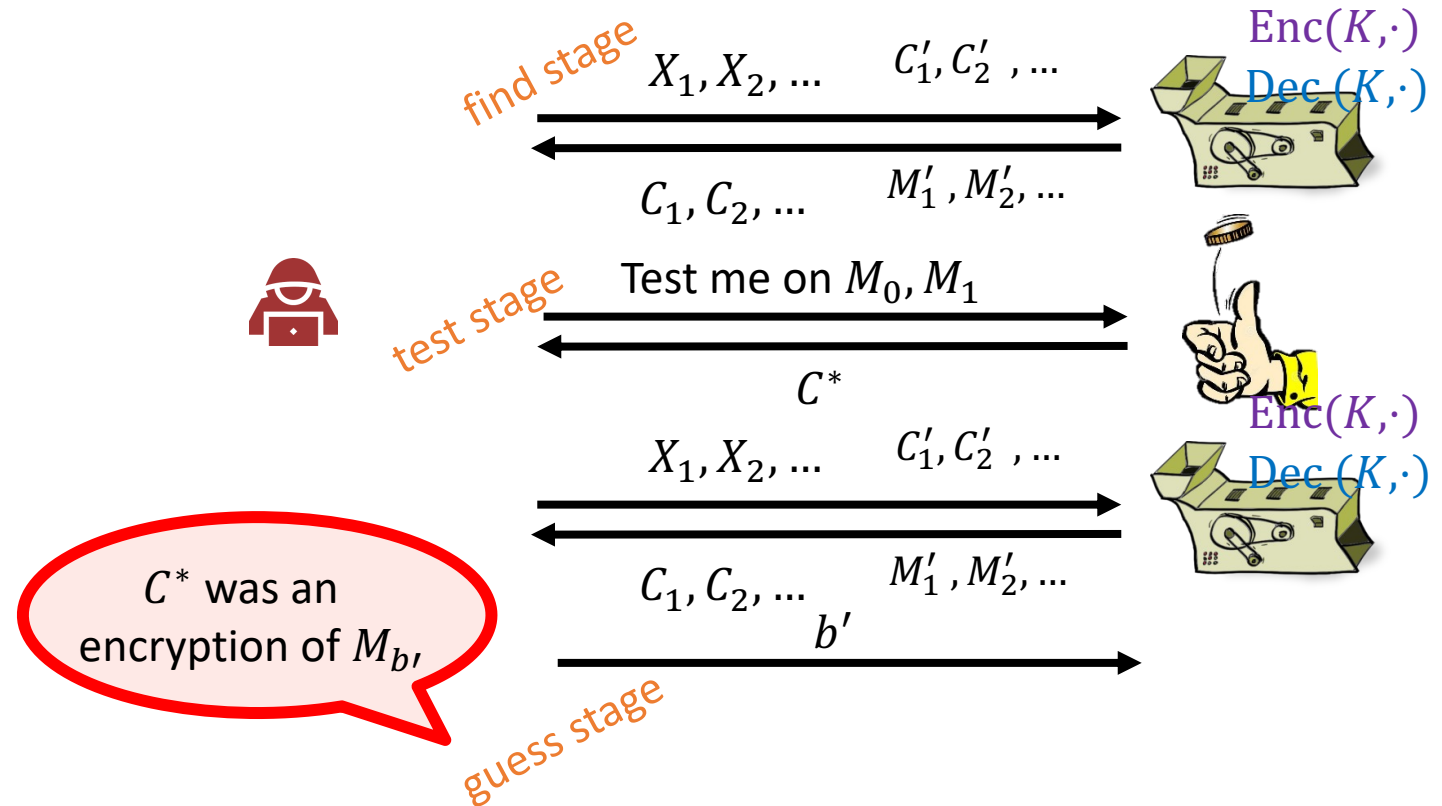 find stage
X₁, X₂, …
C′₁, C′₂ , …
Enc(K,·)
Dec (K,·)
C₁, C₂, …
M′₁ , M′₂, …
test stage
Test me on M₀, M₁
C*
Enc(K,·)
Dec (K,·)
X₁, X₂, …
C′₁, C′₂ , …
C₁, C₂, …
M′₁ , M′₂, …
C* was an
encryption of M_b′
b′
guess stage